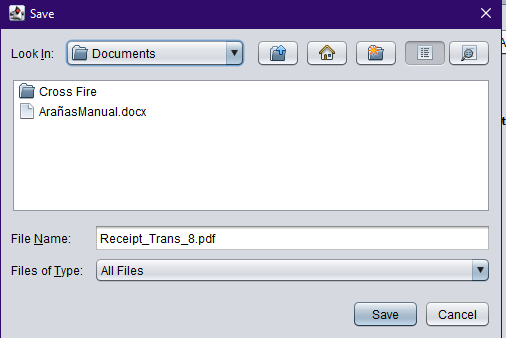 Save
Look In: Documents
Cross Fire
ArañasManual.docx
File Name: Receipt_Trans_8.pdf
Files of Type: All Files
Save Cancel